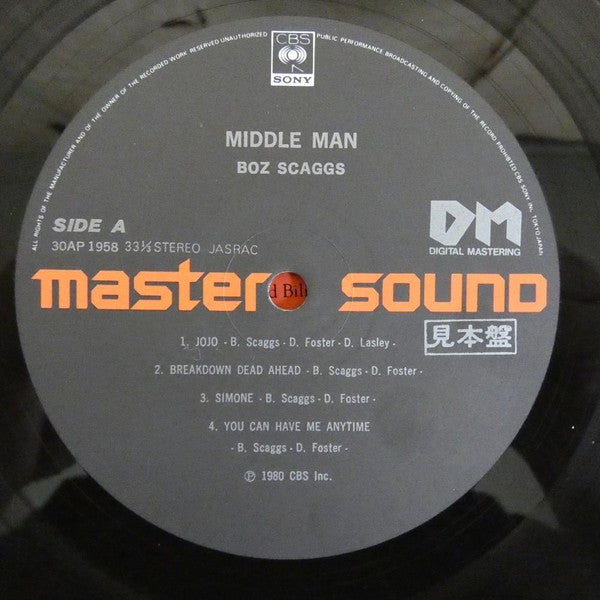 ALL RIGHTS OF THE MANUFACTURER AND OF THE OWNER OF THE RECORDED WORK RESERVED UNAUTHORIZED PUBLIC PERFORMANCE, BROADCASTING AND COPYING OF THE RECORD PROHIBITED CBS SONY INC. TOKYO JAPAN
CBS
SONY
MIDDLE MAN
BOZ SCAGGS
SIDE A
30AP 1958 33⅓ STEREO JASRAC
DM
DIGITAL MASTERING
master sound
d Bil
見本盤
1. JOJO - B. Scaggs - D. Foster - D. Lasley -
2. BREAKDOWN DEAD AHEAD - B. Scaggs - D. Foster -
3. SIMONE - B. Scaggs - D. Foster -
4. YOU CAN HAVE ME ANYTIME
- B. Scaggs - D. Foster -
℗ 1980 CBS Inc.